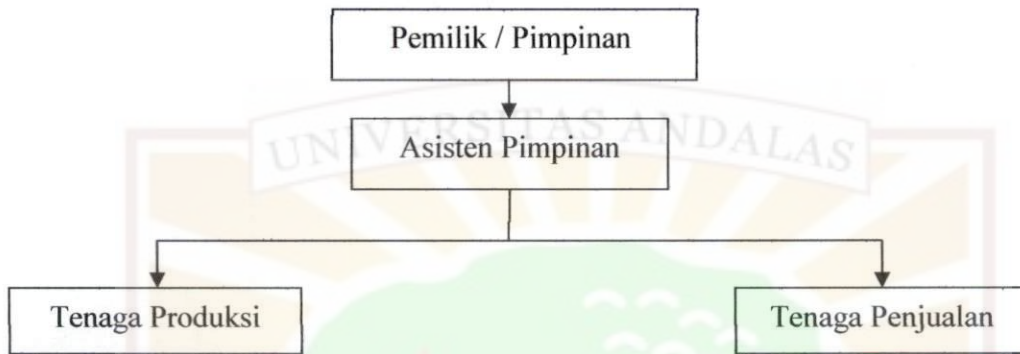 Pemilik / Pimpinan
UNIVERSITAS ANDALAS
Asisten Pimpinan
Tenaga Produksi
Tenaga Penjualan